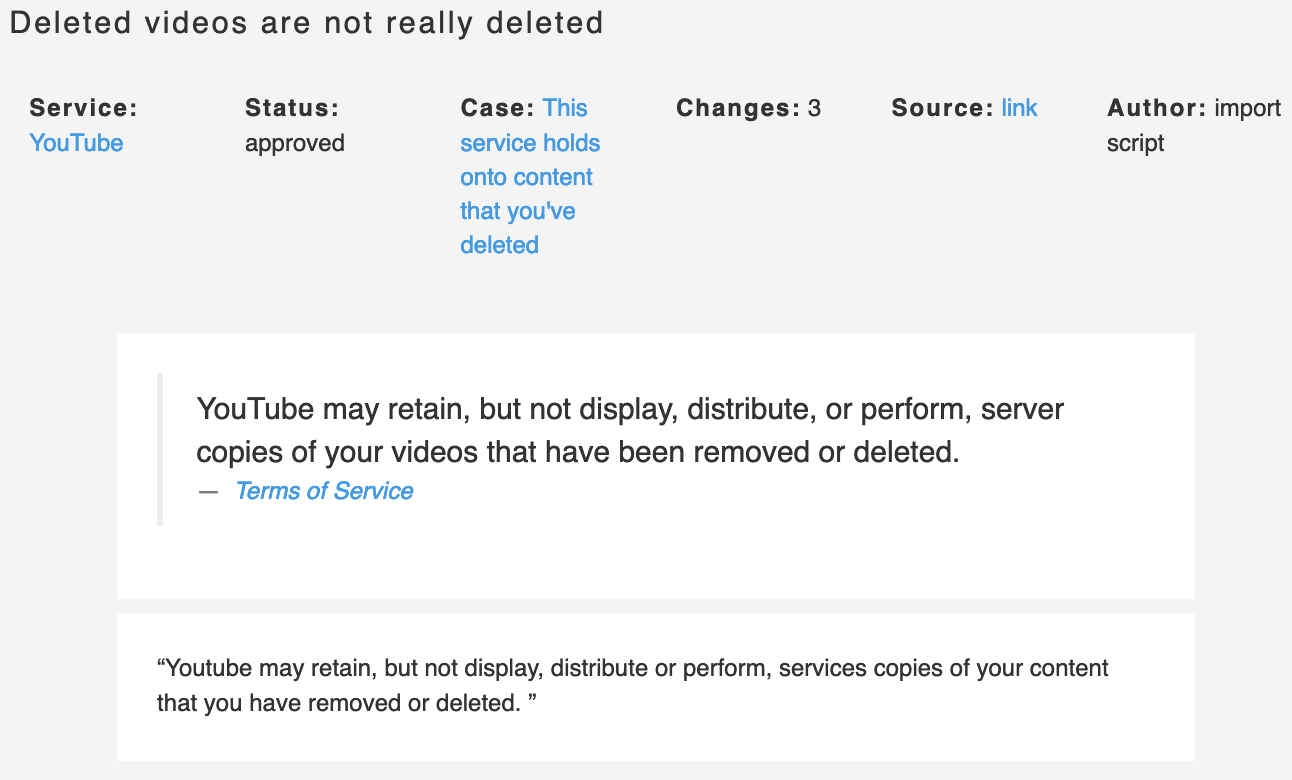 Deleted videos are not really deleted
Service:
YouTube
Status:
approved
Case: This
service holds
onto content
that you've
deleted
Changes: 3
Source: link
Author: import
script
YouTube may retain, but not display, distribute, or perform, server
copies of your videos that have been removed or deleted.
— Terms of Service
“Youtube may retain, but not display, distribute or perform, services copies of your content
that you have removed or deleted. ”